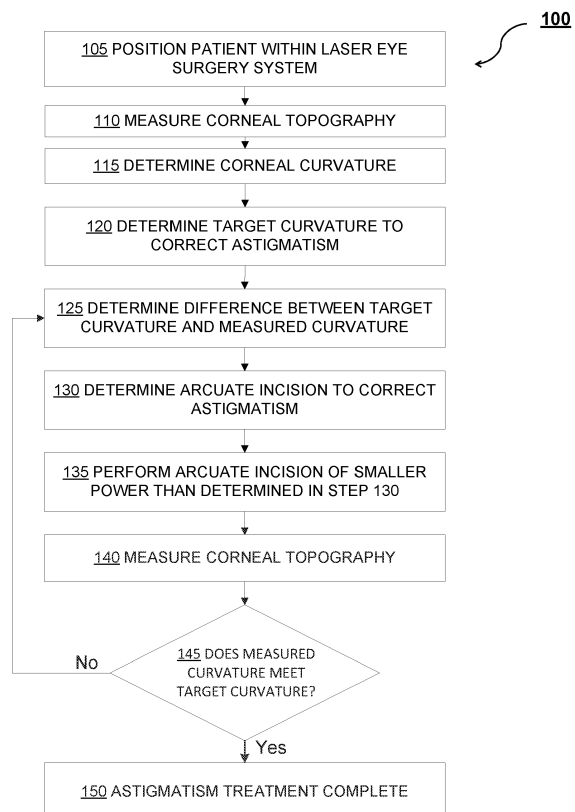 100
105 POSITION PATIENT WITHIN LASER EYE
SURGERY SYSTEM
110 MEASURE CORNEAL TOPOGRAPHY
115 DETERMINE CORNEAL CURVATURE
120 DETERMINE TARGET CURVATURE TO
CORRECT ASTIGMATISM
125 DETERMINE DIFFERENCE BETWEEN TARGET
CURVATURE AND MEASURED CURVATURE
130 DETERMINE ARCUATE INCISION TO CORRECT
ASTIGMATISM
135 PERFORM ARCUATE INCISION OF SMALLER
POWER THAN DETERMINED IN STEP 130
140 MEASURE CORNEAL TOPOGRAPHY
145 DOES MEASURED
CURVATURE MEET
TARGET CURVATURE?
No
Yes
150 ASTIGMATISM TREATMENT COMPLETE